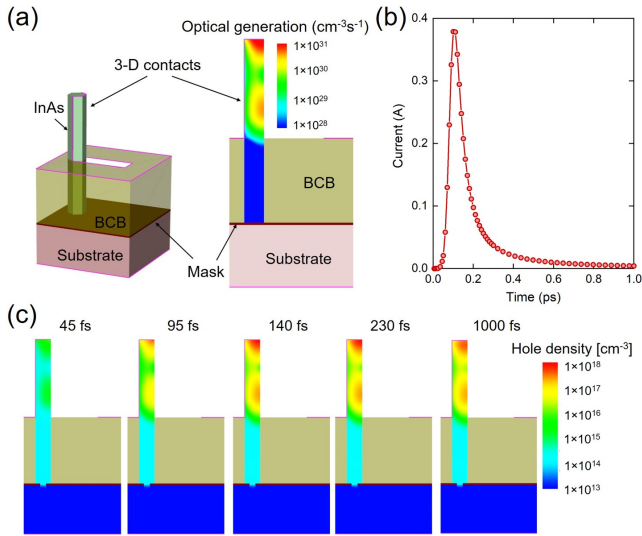 (a)
Optical generation (cm⁻³s⁻¹)
3-D contacts
InAs
1×10³¹
1×10³⁰
1×10²⁹
1×10²⁸
BCB
BCB
Substrate
Mask
Substrate
(b)
Current (A)
0.4
0.3
0.2
0.1
0.0
0.0 0.2 0.4 0.6 0.8 1.0
Time (ps)
(c)
45 fs 95 fs 140 fs 230 fs 1000 fs
Hole density [cm⁻³]
1×10¹⁸
1×10¹⁷
1×10¹⁶
1×10¹⁵
1×10¹⁴
1×10¹³